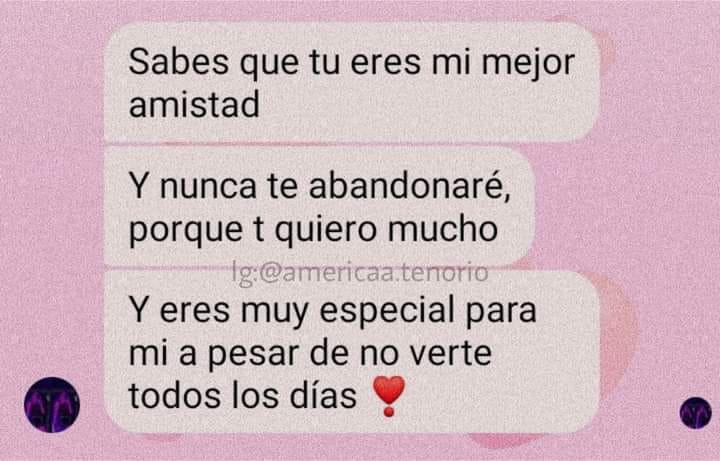 Sabes que tu eres mi mejor
amistad
Y nunca te abandonaré,
porque t quiero mucho
Ig:@americaa.tenorio
Y eres muy especial para
mi a pesar de no verte
todos los días ❣️